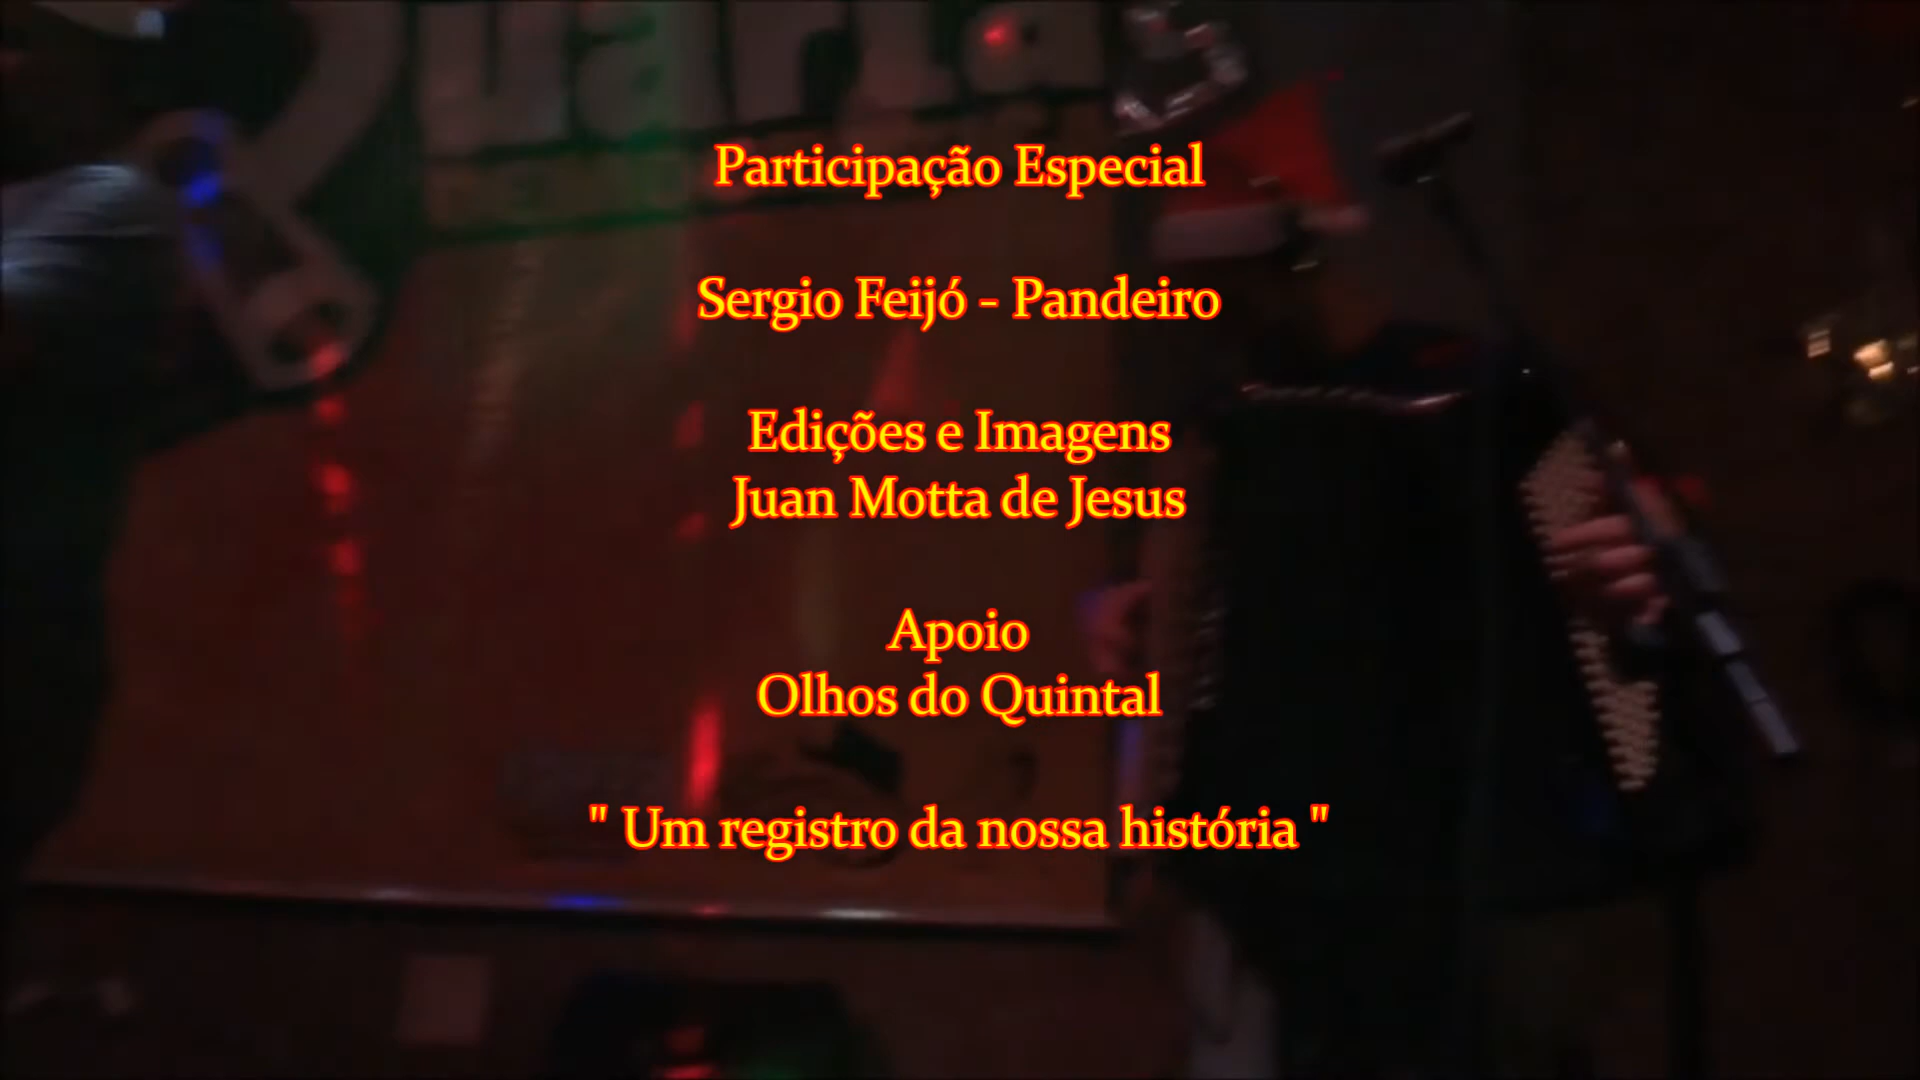 Participação Especial
Sergio Feijó - Pandeiro
Edições e Imagens
Juan Motta de Jesus
Apoio
Olhos do Quintal
" Um registro da nossa história "